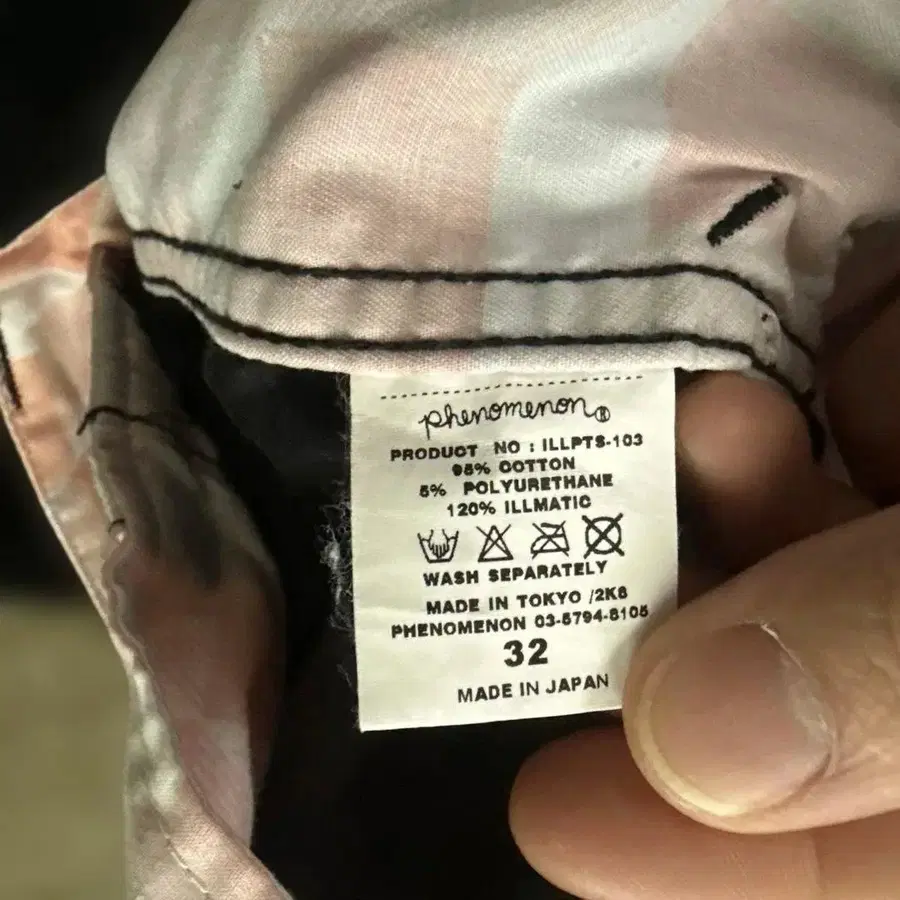 phenomenon®
PRODUCT NO : ILLPTS-103
95% COTTON
5% POLYURETHANE
120% ILLMATIC
WASH SEPARATELY
MADE IN TOKYO /2K8
PHENOMENON 03-5794-8105
32
MADE IN JAPAN